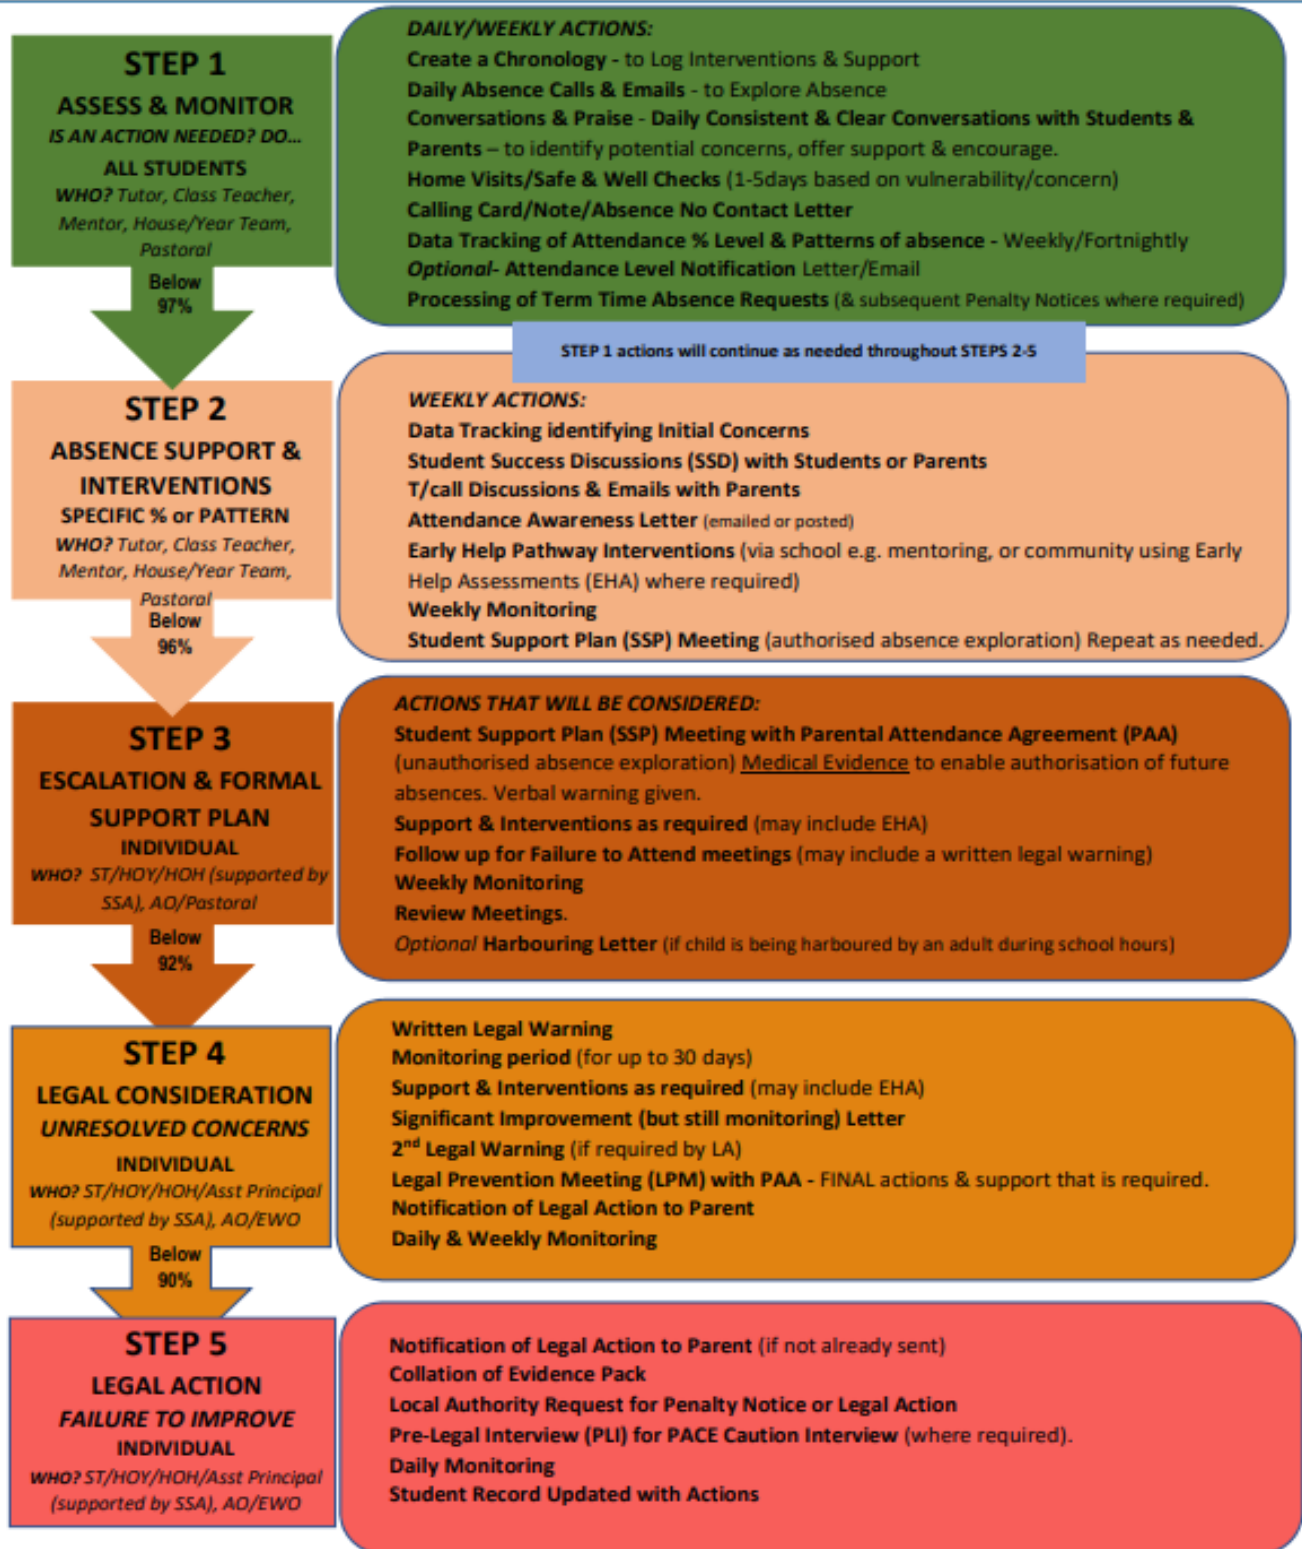 STEP 1
ASSESS & MONITOR
IS AN ACTION NEEDED? DO...
ALL STUDENTS
WHO? Tutor, Class Teacher,
Mentor, House/Year Team,
Pastoral
Below
97%
DAILY/WEEKLY ACTIONS:
Create a Chronology - to Log Interventions & Support
Daily Absence Calls & Emails - to Explore Absence
Conversations & Praise - Daily Consistent & Clear Conversations with Students &
Parents – to identify potential concerns, offer support & encourage.
Home Visits/Safe & Well Checks (1-5days based on vulnerability/concern)
Calling Card/Note/Absence No Contact Letter
Data Tracking of Attendance % Level & Patterns of absence - Weekly/Fortnightly
Optional- Attendance Level Notification Letter/Email
Processing of Term Time Absence Requests (& subsequent Penalty Notices where required)
STEP 1 actions will continue as needed throughout STEPS 2-5
STEP 2
ABSENCE SUPPORT &
INTERVENTIONS
SPECIFIC % or PATTERN
WHO? Tutor, Class Teacher,
Mentor, House/Year Team,
Pastoral
Below
96%
WEEKLY ACTIONS:
Data Tracking identifying Initial Concerns
Student Success Discussions (SSD) with Students or Parents
T/call Discussions & Emails with Parents
Attendance Awareness Letter (emailed or posted)
Early Help Pathway Interventions (via school e.g. mentoring, or community using Early
Help Assessments (EHA) where required)
Weekly Monitoring
Student Support Plan (SSP) Meeting (authorised absence exploration) Repeat as needed.
STEP 3
ESCALATION & FORMAL
SUPPORT PLAN
INDIVIDUAL
WHO? ST/HOY/HOH (supported by
SSA), AO/Pastoral
Below
92%
ACTIONS THAT WILL BE CONSIDERED:
Student Support Plan (SSP) Meeting with Parental Attendance Agreement (PAA)
(unauthorised absence exploration) Medical Evidence to enable authorisation of future
absences. Verbal warning given.
Support & Interventions as required (may include EHA)
Follow up for Failure to Attend meetings (may include a written legal warning)
Weekly Monitoring
Review Meetings.
Optional Harbouring Letter (if child is being harboured by an adult during school hours)
STEP 4
LEGAL CONSIDERATION
UNRESOLVED CONCERNS
INDIVIDUAL
WHO? ST/HOY/HOH/Asst Principal
(supported by SSA), AO/EWO
Below
90%
Written Legal Warning
Monitoring period (for up to 30 days)
Support & Interventions as required (may include EHA)
Significant Improvement (but still monitoring) Letter
2nd Legal Warning (if required by LA)
Legal Prevention Meeting (LPM) with PAA - FINAL actions & support that is required.
Notification of Legal Action to Parent
Daily & Weekly Monitoring
STEP 5
LEGAL ACTION
FAILURE TO IMPROVE
INDIVIDUAL
WHO? ST/HOY/HOH/Asst Principal
(supported by SSA), AO/EWO
Notification of Legal Action to Parent (if not already sent)
Collation of Evidence Pack
Local Authority Request for Penalty Notice or Legal Action
Pre-Legal Interview (PLI) for PACE Caution Interview (where required).
Daily Monitoring
Student Record Updated with Actions